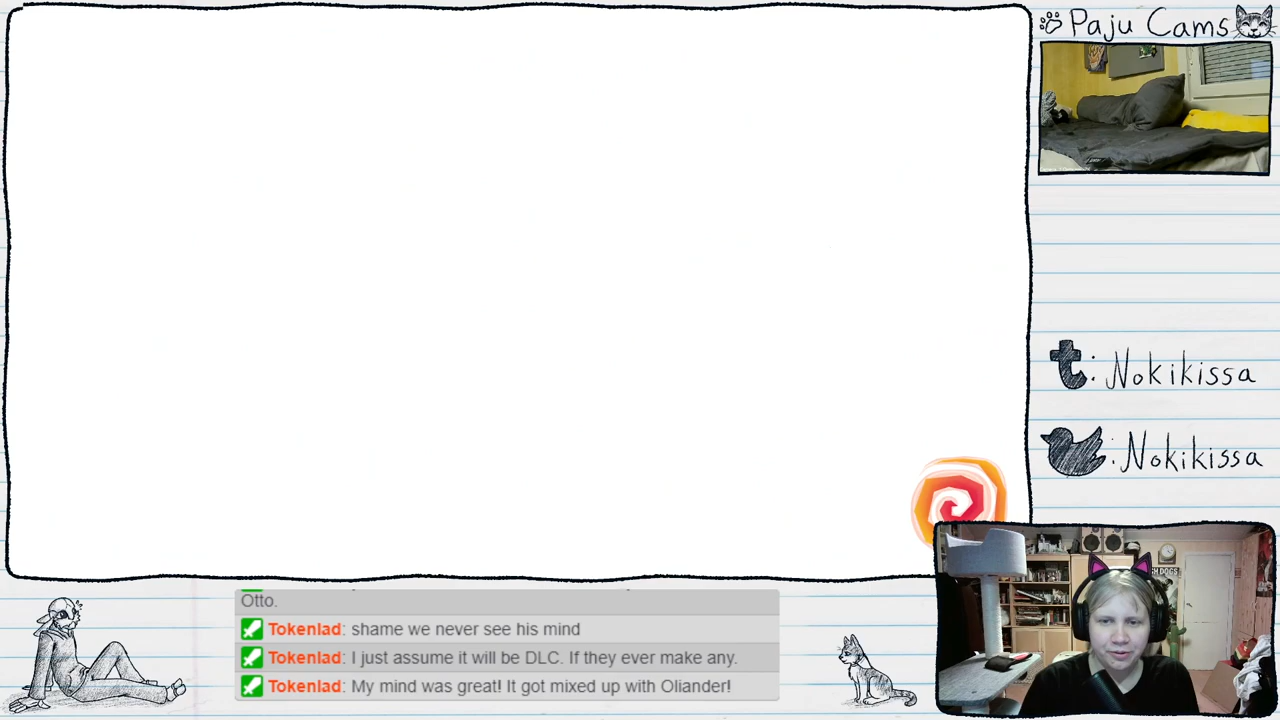 Paju Cams
t: Nokikissa
: Nokikissa
Otto.
Tokenlad: shame we never see his mind
Tokenlad: I just assume it will be DLC. If they ever make any.
Tokenlad: My mind was great! It got mixed up with Oliander!